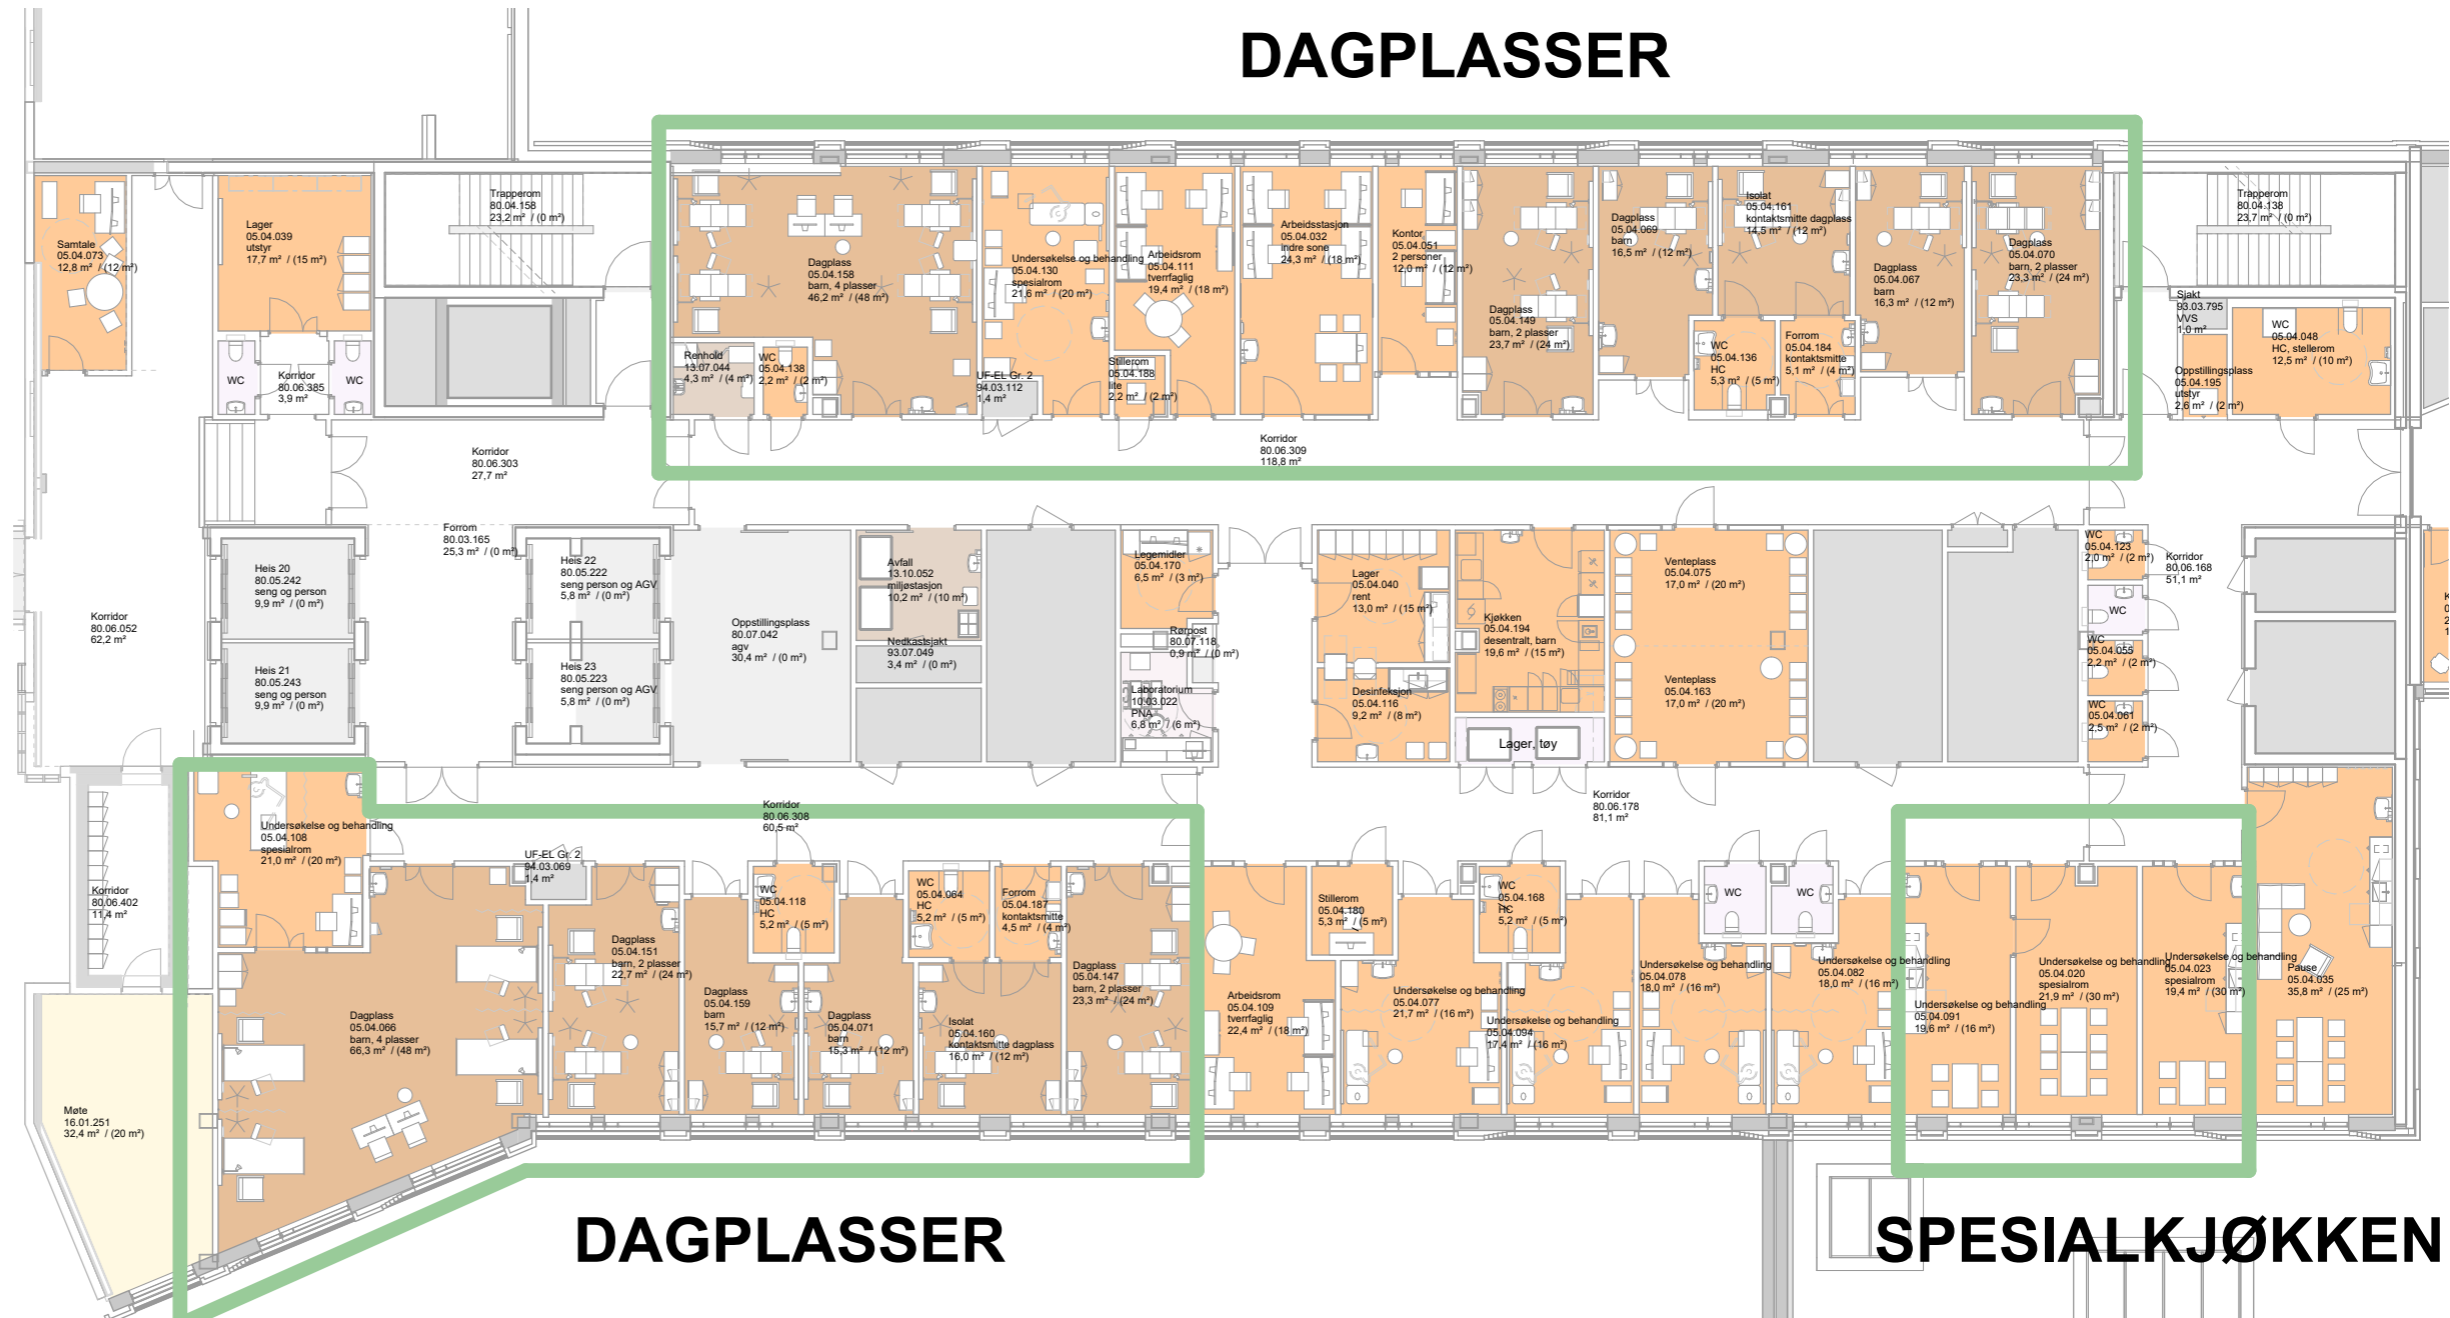 DAGPLASSER
Samtale
05.04.073
12,8 m² / (12 m²)
Lager
05.04.039
utstyr
17,7 m² / (15 m²)
Trapperom
80.04.158
23,2 m² / (0 m²)
WC
Korridor
80.06.385
3,9 m²
WC
Dagplass
05.04.158
barn, 4 plasser
46,2 m² / (48 m²)
Renhold
13.07.044
4,3 m² / (4 m²)
WC
05.04.138
2,2 m² / (2 m²)
UF-EL Gr. 2
94.03.112
1,4 m²
Undersøkelse og behandling
05.04.130
spesialrom
21,6 m² / (20 m²)
Arbeidsrom
05.04.111
tverrfaglig
19,4 m² / (18 m²)
Stillerom
05.04.188
lite
2,2 m² / (2 m²)
Arbeidsstasjon
05.04.032
indre sone
24,3 m² / (18 m²)
Kontor
05.04.051
2 personer
12,0 m² / (12 m²)
Dagplass
05.04.149
barn, 2 plasser
23,7 m² / (24 m²)
Dagplass
05.04.069
barn
16,5 m² / (12 m²)
Isolat
05.04.161
kontaktsmitte dagplass
14,5 m² / (12 m²)
WC
05.04.136
HC
5,3 m² / (5 m²)
Forrom
05.04.184
kontaktsmitte
5,1 m² / (4 m²)
Dagplass
05.04.067
barn
16,3 m² / (12 m²)
Dagplass
05.04.070
barn, 2 plasser
23,3 m² / (24 m²)
Trapperom
80.04.138
23,7 m² / (0 m²)
Sjakt
93.03.795
VVS
1,0 m²
WC
05.04.048
HC, stellerom
12,5 m² / (10 m²)
Oppstillingsplass
05.04.195
utstyr
2,6 m² / (2 m²)
Korridor
80.06.303
27,7 m²
Korridor
80.06.309
118,8 m²
Forrom
80.03.165
25,3 m² / (0 m²)
Korridor
80.06.052
62,2 m²
Heis 20
80.05.242
seng og person
9,9 m² / (0 m²)
Heis 22
80.05.222
seng person og AGV
5,8 m² / (0 m²)
Heis 21
80.05.243
seng og person
9,9 m² / (0 m²)
Heis 23
80.05.223
seng person og AGV
5,8 m² / (0 m²)
Oppstillingsplass
80.07.042
agv
30,4 m² / (0 m²)
Avfall
13.10.052
miljøstasjon
10,2 m² / (10 m²)
Nedkastsjakt
93.07.049
3,4 m² / (0 m²)
Legemidler
05.04.170
6,5 m² / (3 m²)
Rørpost
80.07.118
0,9 m² / (0 m²)
Laboratorium
10.03.022
PNA
6,8 m² / (6 m²)
Lager
05.04.040
rent
13,0 m² / (15 m²)
Desinfeksjon
05.04.116
9,2 m² / (8 m²)
Kjøkken
05.04.194
desentralt, barn
19,6 m² / (15 m²)
Lager, tøy
Venteplass
05.04.075
17,0 m² / (20 m²)
Venteplass
05.04.163
17,0 m² / (20 m²)
WC
05.04.123
2,0 m² / (2 m²)
WC
WC
05.04.055
2,2 m² / (2 m²)
WC
05.04.061
2,5 m² / (2 m²)
Korridor
80.06.168
51,1 m²
Korridor
80.06.308
60,5 m²
Korridor
80.06.178
81,1 m²
Korridor
80.06.402
11,4 m²
Undersøkelse og behandling
05.04.108
spesialrom
21,0 m² / (20 m²)
UF-EL Gr. 2
94.03.069
1,4 m²
Dagplass
05.04.066
barn, 4 plasser
66,3 m² / (48 m²)
Dagplass
05.04.151
barn, 2 plasser
22,7 m² / (24 m²)
Dagplass
05.04.159
barn
15,7 m² / (12 m²)
WC
05.04.118
HC
5,2 m² / (5 m²)
Dagplass
05.04.071
barn
15,3 m² / (12 m²)
WC
05.04.064
HC
5,2 m² / (5 m²)
Forrom
05.04.187
kontaktsmitte
4,5 m² / (4 m²)
Isolat
05.04.160
kontaktsmitte dagplass
16,0 m² / (12 m²)
Dagplass
05.04.147
barn, 2 plasser
23,3 m² / (24 m²)
Arbeidsrom
05.04.109
tverrfaglig
22,4 m² / (18 m²)
Stillerom
05.04.180
5,3 m² / (5 m²)
Undersøkelse og behandling
05.04.077
21,7 m² / (16 m²)
WC
05.04.168
HC
5,2 m² / (5 m²)
Undersøkelse og behandling
05.04.094
17,4 m² / (16 m²)
Undersøkelse og behandling
05.04.078
18,0 m² / (16 m²)
WC
WC
Undersøkelse og behandling
05.04.082
18,0 m² / (16 m²)
Undersøkelse og behandling
05.04.091
19,6 m² / (16 m²)
Undersøkelse og behandling
05.04.020
spesialrom
21,9 m² / (30 m²)
Undersøkelse og behandling
05.04.023
spesialrom
19,4 m² / (30 m²)
Pause
05.04.035
35,8 m² / (25 m²)
Møte
16.01.251
32,4 m² / (20 m²)
DAGPLASSER
SPESIALKJØKKEN